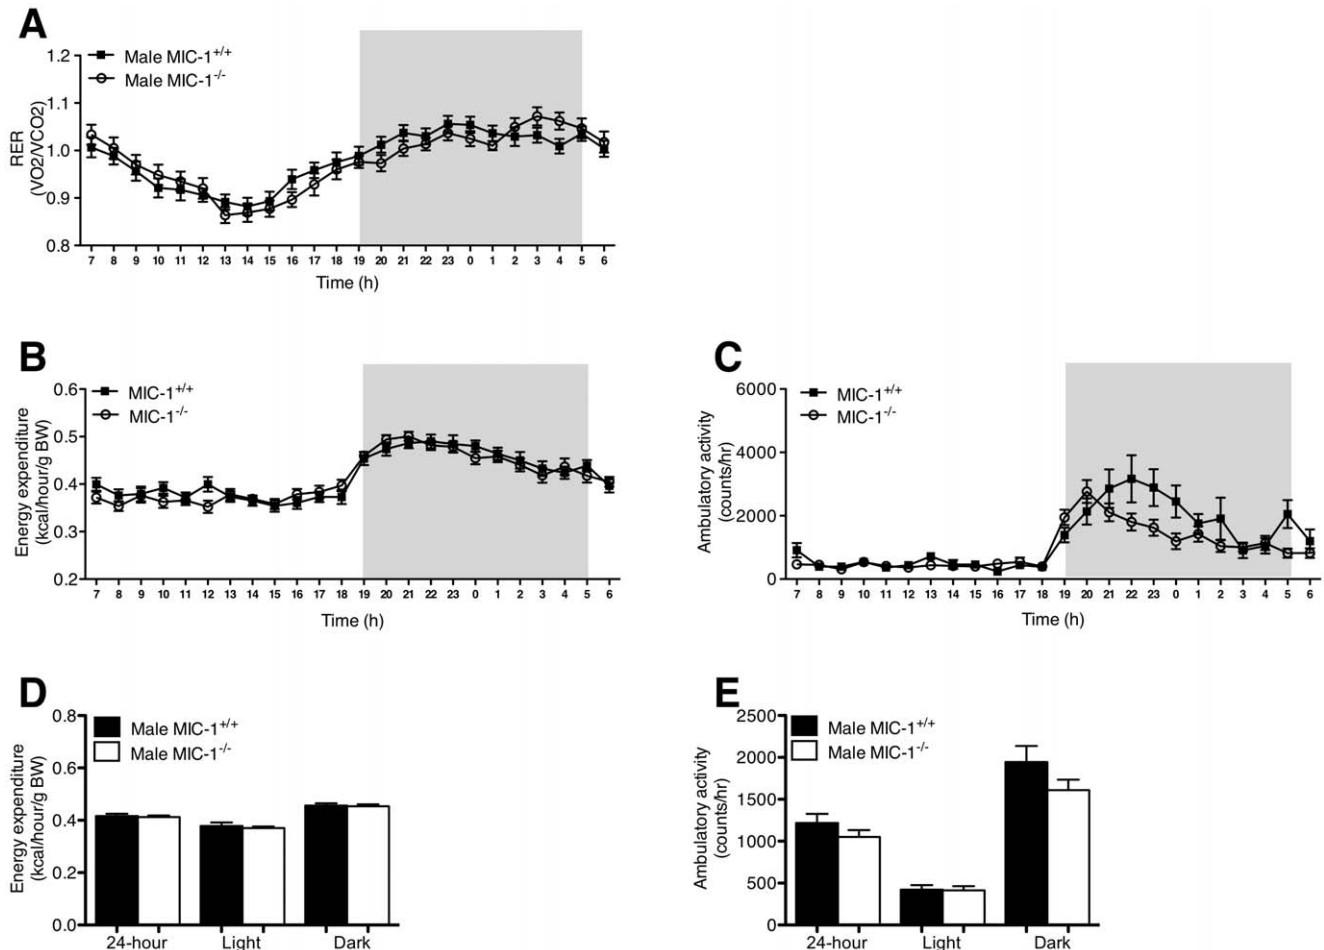 A
1.2
1.1
1.0
0.9
0.8
RER
(VO2/VCO2)
Male MIC-1+/+
Male MIC-1-/-
7 8 9 10 11 12 13 14 15 16 17 18 19 20 21 22 23 0 1 2 3 4 5 6
Time (h)
B
0.6
0.5
0.4
0.3
0.2
Energy expenditure
(kcal/hour/g BW)
MIC-1+/+
MIC-1-/-
7 8 9 10 11 12 13 14 15 16 17 18 19 20 21 22 23 0 1 2 3 4 5 6
Time (h)
C
6000
4000
2000
0
Ambulatory activity
(counts/hr)
MIC-1+/+
MIC-1-/-
7 8 9 10 11 12 13 14 15 16 17 18 19 20 21 22 23 0 1 2 3 4 5 6
Time (h)
D
0.8
0.6
0.4
0.2
0.0
Energy expenditure
(kcal/hour/g BW)
Male MIC-1+/+
Male MIC-1-/-
24-hour Light Dark
E
2500
2000
1500
1000
500
0
Ambulatory activity
(counts/hr)
Male MIC-1+/+
Male MIC-1-/-
24-hour Light Dark